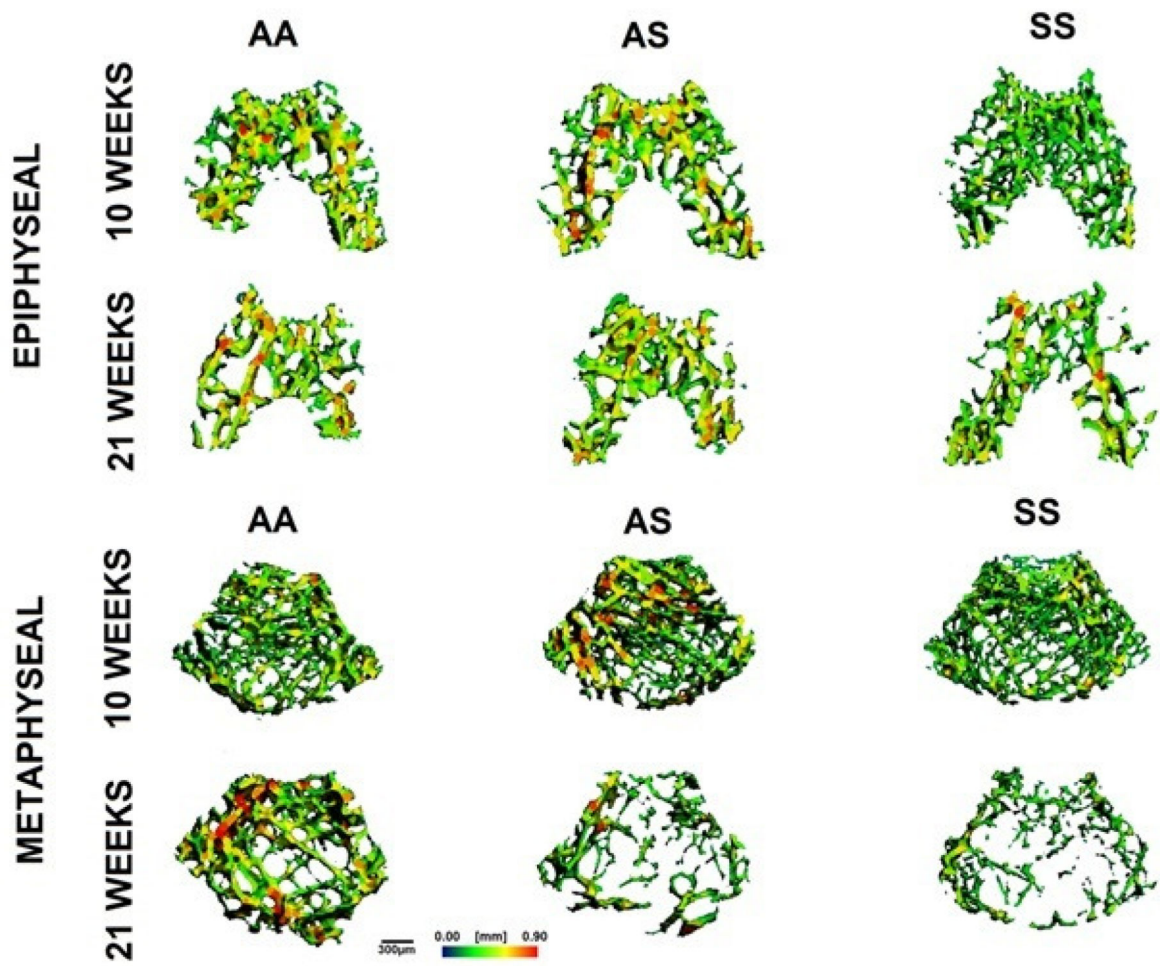 AA AS SS
EPIPHYSEAL
10 WEEKS
21 WEEKS
AA AS SS
METAPHYSEAL
10 WEEKS
21 WEEKS
300µm
0.00 [mm] 0.90